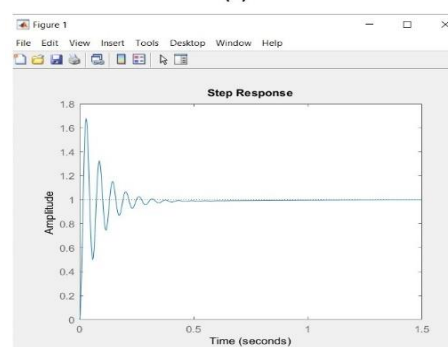 Figure 1
File Edit View Insert Tools Desktop Window Help
Step Response
1.8
1.6
1.4
1.2
1
0.8
0.6
0.4
0.2
0
Amplitude
0 0.5 1 1.5
Time (seconds)